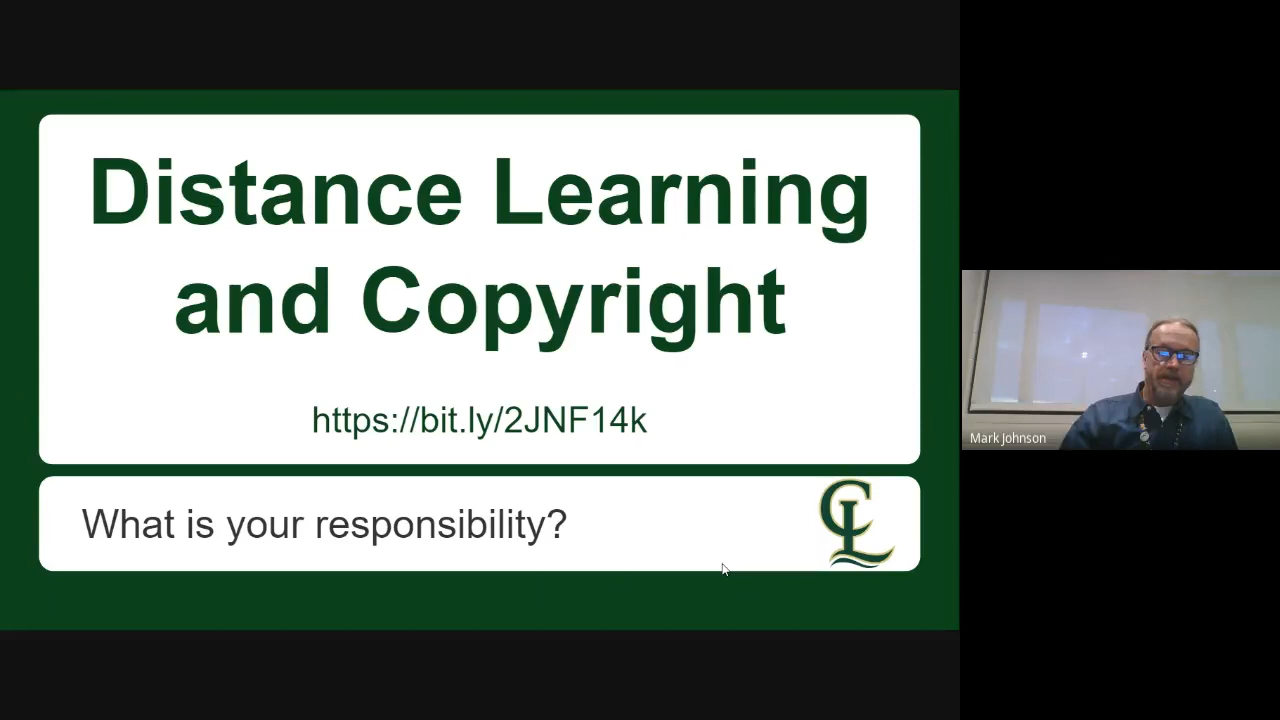 Distance Learning
and Copyright
https://bit.ly/2JNF14k
What is your responsibility?
CL
Mark Johnson